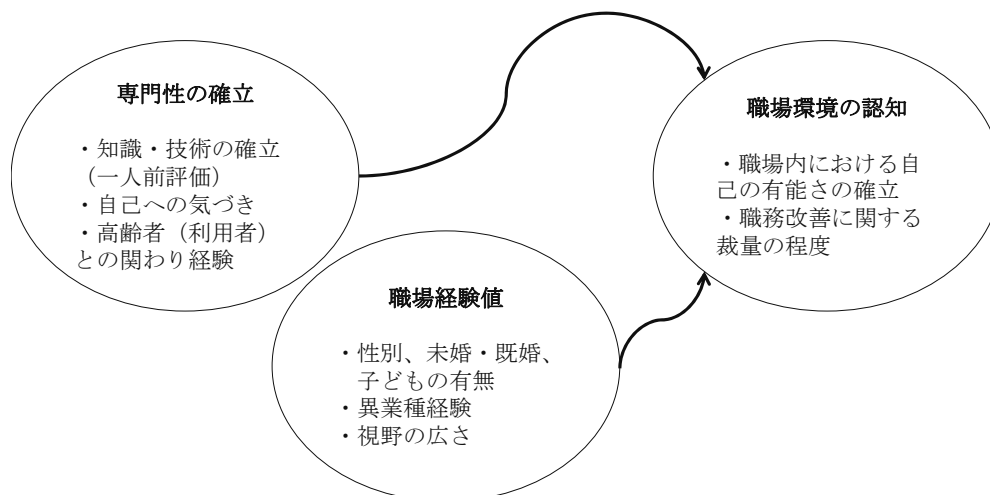 専門性の確立
・知識・技術の確立
（一人前評価）
・自己への気づき
・高齢者（利用者）
との関わり経験
職場経験値
・性別、未婚・既婚、
子どもの有無
・異業種経験
・視野の広さ
職場環境の認知
・職場内における自
己の有能さの確立
・職務改善に関する
裁量の程度